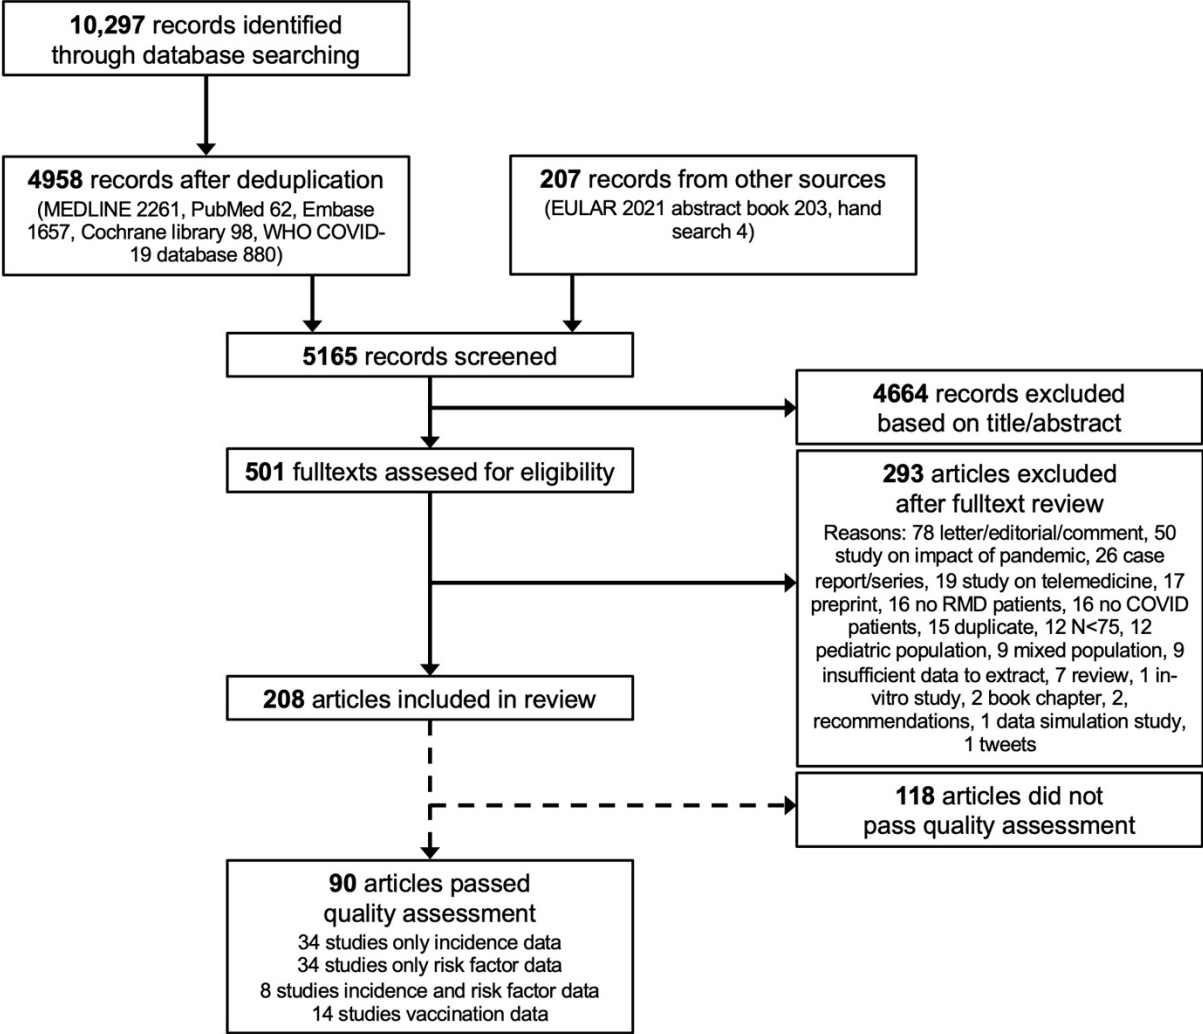 10,297 records identified
through database searching
4958 records after deduplication
(MEDLINE 2261, PubMed 62, Embase
1657, Cochrane library 98, WHO COVID-
19 database 880)
207 records from other sources
(EULAR 2021 abstract book 203, hand
search 4)
5165 records screened
4664 records excluded
based on title/abstract
501 fulltexts assesed for eligibility
293 articles excluded
after fulltext review
Reasons: 78 letter/editorial/comment, 50
study on impact of pandemic, 26 case
report/series, 19 study on telemedicine, 17
preprint, 16 no RMD patients, 16 no COVID
patients, 15 duplicate, 12 N<75, 12
pediatric population, 9 mixed population, 9
insufficient data to extract, 7 review, 1 in-
vitro study, 2 book chapter, 2,
recommendations, 1 data simulation study,
1 tweets
208 articles included in review
118 articles did not
pass quality assessment
90 articles passed
quality assessment
34 studies only incidence data
34 studies only risk factor data
8 studies incidence and risk factor data
14 studies vaccination data